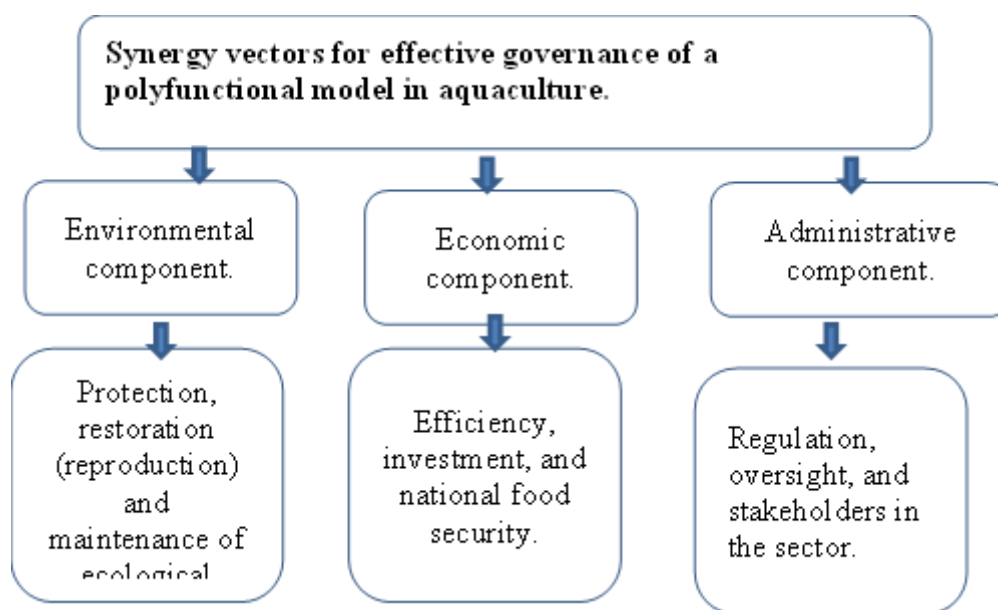 Synergy vectors for effective governance of a
polyfunctional model in aquaculture.
Environmental
component.
Economic
component.
Administrative
component.
Protection,
restoration
(reproduction)
and
maintenance of
ecological
Efficiency,
investment, and
national food
security.
Regulation,
oversight, and
stakeholders in
the sector.